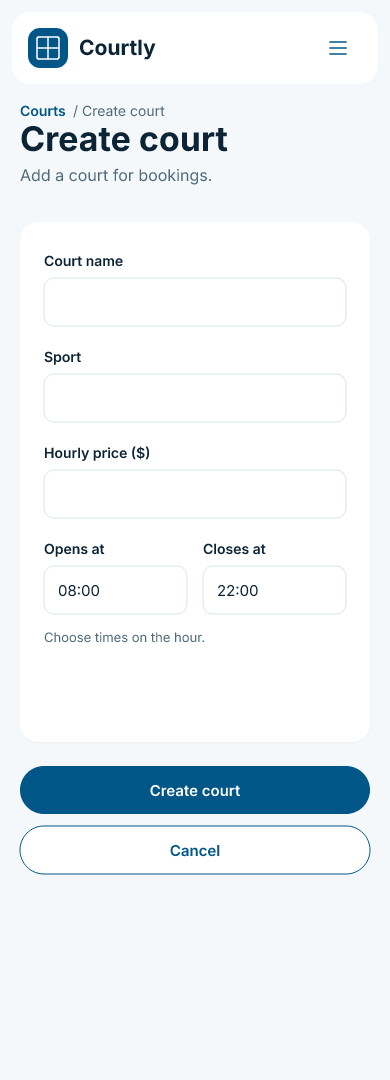 Courtly
Courts / Create court
Create court
Add a court for bookings.
Court name
Sport
Hourly price ($)
Opens at Closes at
08:00 22:00
Choose times on the hour.
Create court
Cancel